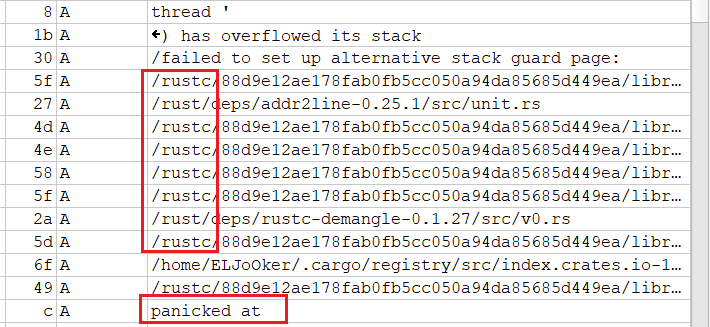 8 A thread '
1b A ←) has overflowed its stack
30 A /failed to set up alternative stack guard page:
5f A /rustc/88d9e12ae178fab0fb5cc050a94da85685d449ea/libr…
27 A /rust/deps/addr2line-0.25.1/src/unit.rs
4d A /rustc/88d9e12ae178fab0fb5cc050a94da85685d449ea/libr…
4e A /rustc/88d9e12ae178fab0fb5cc050a94da85685d449ea/libr…
58 A /rustc/88d9e12ae178fab0fb5cc050a94da85685d449ea/libr…
5f A /rustc/88d9e12ae178fab0fb5cc050a94da85685d449ea/libr…
2a A /rust/deps/rustc-demangle-0.1.27/src/v0.rs
5d A /rustc/88d9e12ae178fab0fb5cc050a94da85685d449ea/libr…
6f A /home/ELJoOker/.cargo/registry/src/index.crates.io-1…
49 A /rustc/88d9e12ae178fab0fb5cc050a94da85685d449ea/libr…
c A panicked at